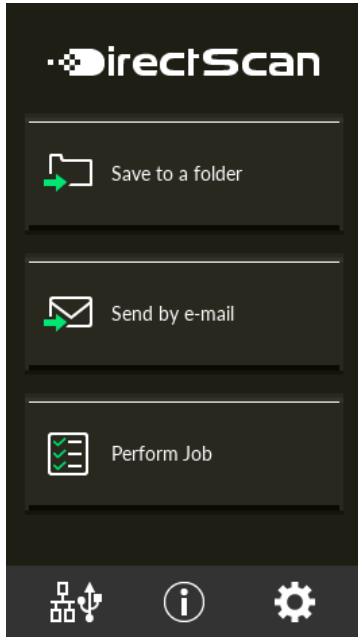 DirectScan
Save to a folder
Send by e-mail
Perform Job